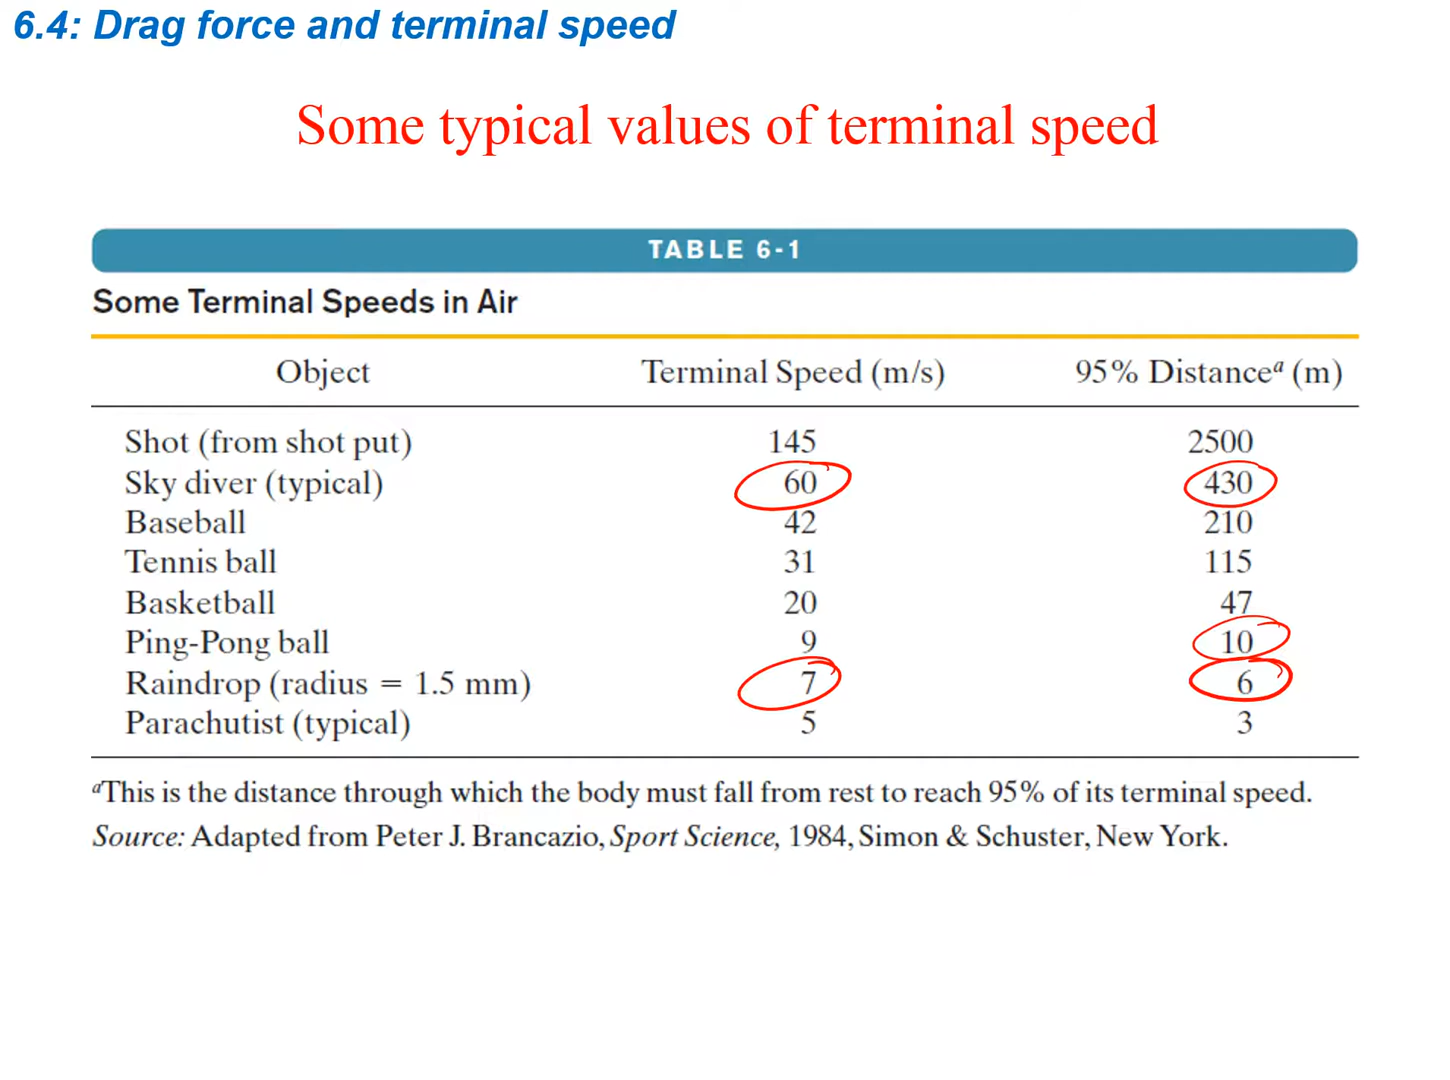 6.4: Drag force and terminal speed
Some typical values of terminal speed
TABLE 6-1
Some Terminal Speeds in Air
Object Terminal Speed (m/s) 95% Distanceᵃ (m)
Shot (from shot put) 145 2500
Sky diver (typical) 60 430
Baseball 42 210
Tennis ball 31 115
Basketball 20 47
Ping-Pong ball 9 10
Raindrop (radius = 1.5 mm) 7 6
Parachutist (typical) 5 3
ᵃThis is the distance through which the body must fall from rest to reach 95% of its terminal speed.
Source: Adapted from Peter J. Brancazio, Sport Science, 1984, Simon & Schuster, New York.